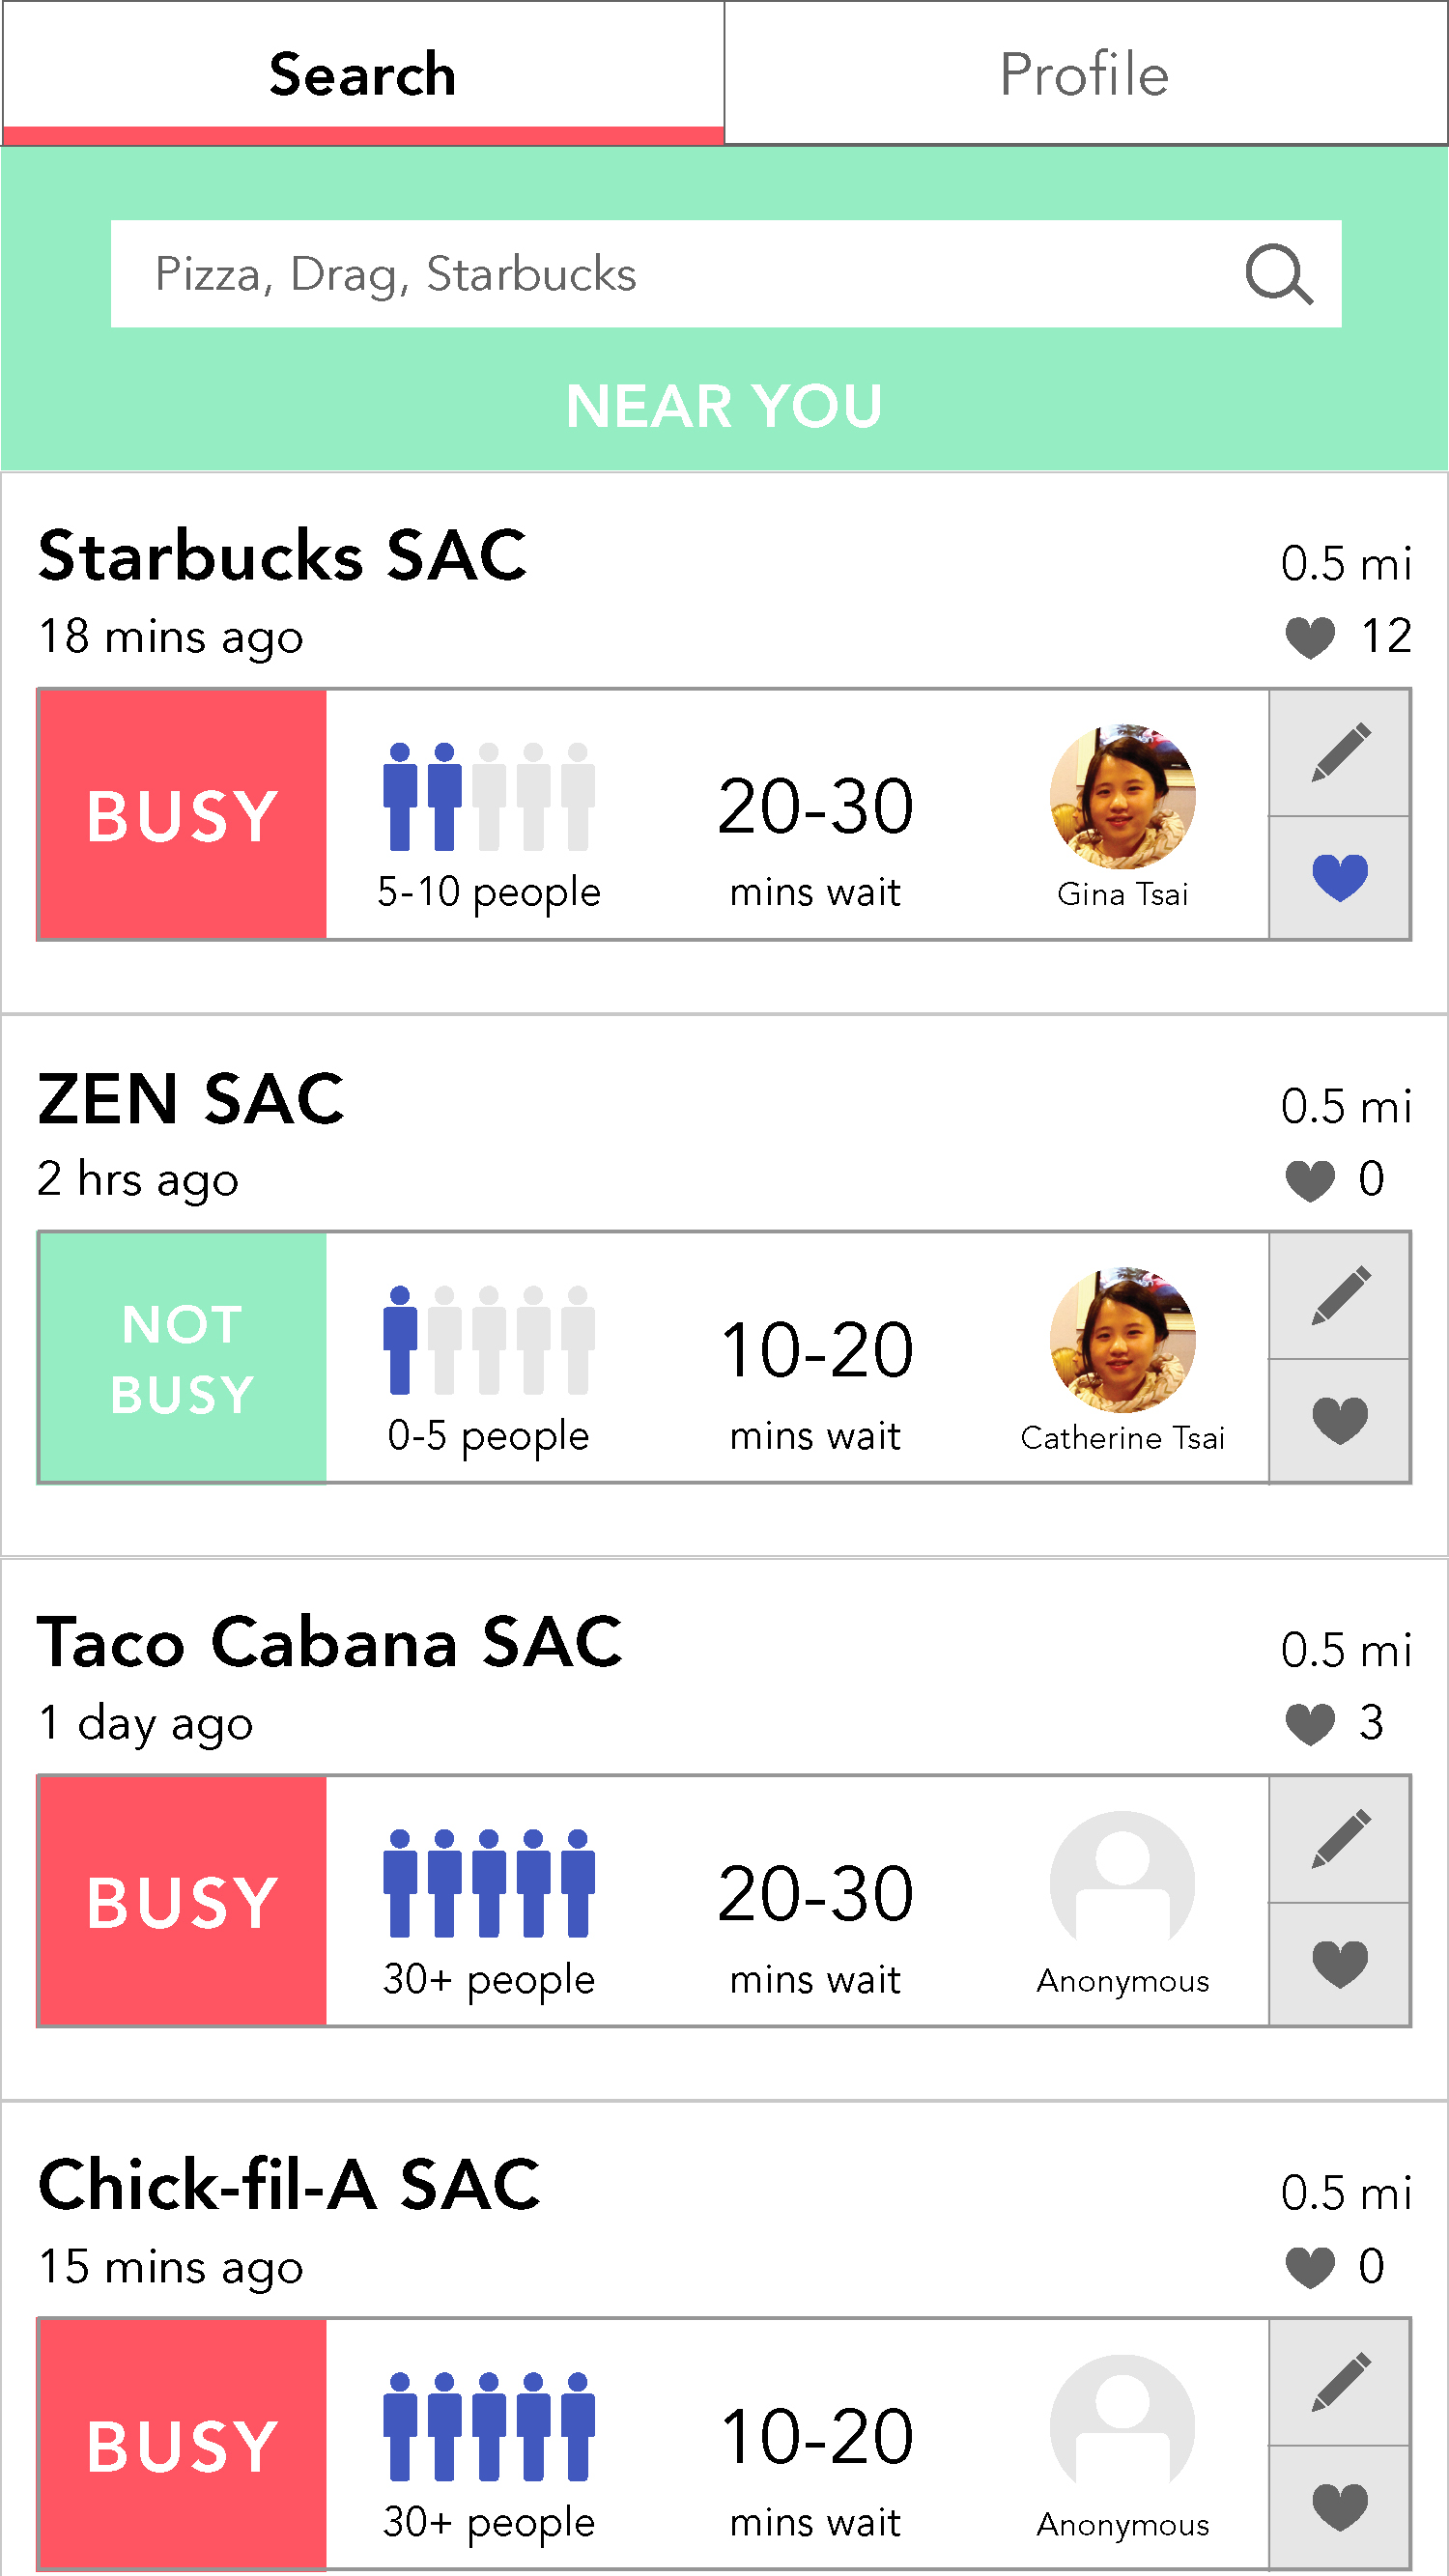 Search
Profile
Pizza, Drag, Starbucks
NEAR YOU
Starbucks SAC
0.5 mi
18 mins ago
12
BUSY
5-10 people
20-30
mins wait
Gina Tsai
ZEN SAC
0.5 mi
2 hrs ago
0
NOT
BUSY
0-5 people
10-20
mins wait
Catherine Tsai
Taco Cabana SAC
0.5 mi
1 day ago
3
BUSY
30+ people
20-30
mins wait
Anonymous
Chick-fil-A SAC
0.5 mi
15 mins ago
0
BUSY
30+ people
10-20
mins wait
Anonymous